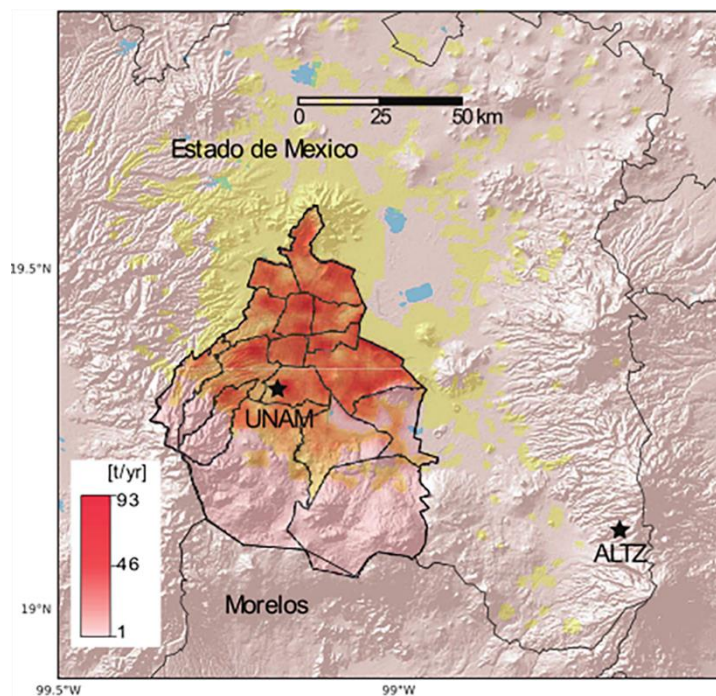 0 25 50 km
Estado de Mexico
19.5°N
UNAM
[t/yr]
93
46
1
ALTZ
19°N
Morelos
99.5°W
99°W